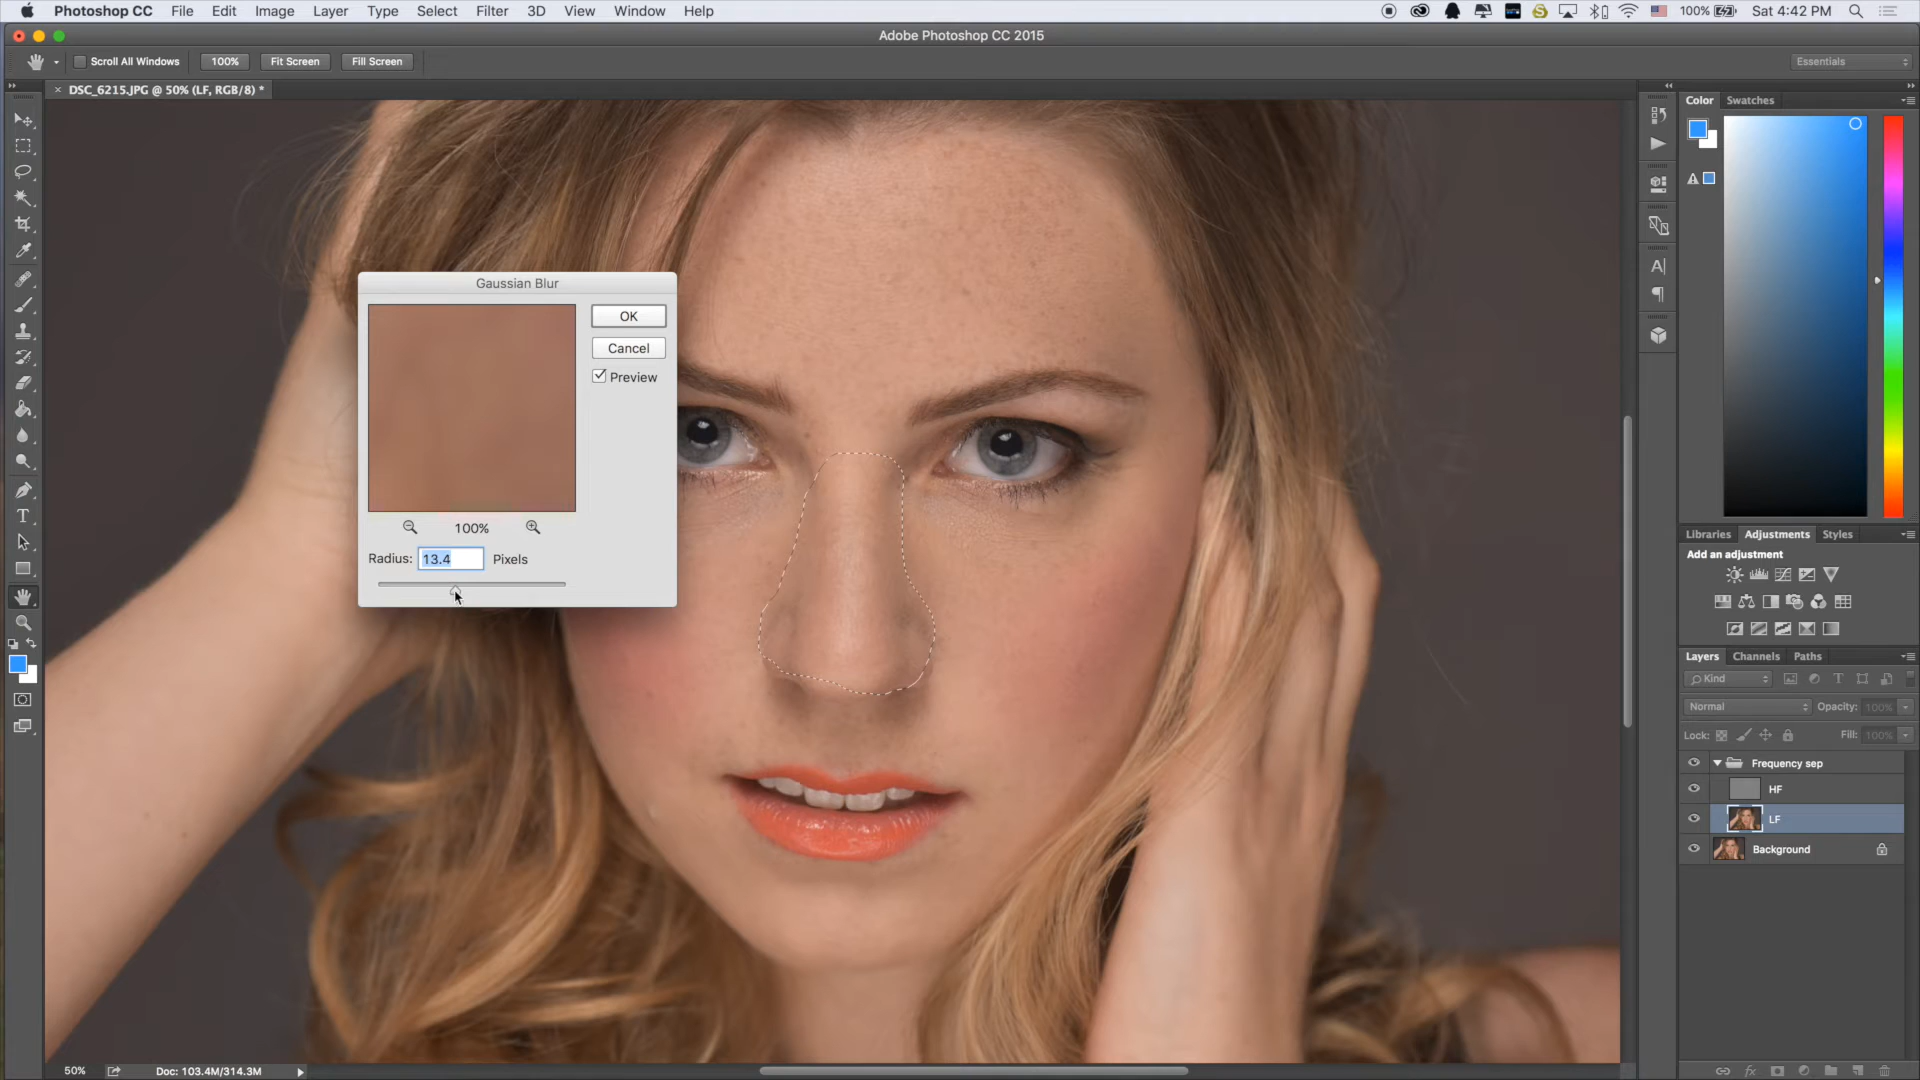 Photoshop CC File Edit Image Layer Type Select Filter 3D View Window Help 100% Sat 4:42 PM
Adobe Photoshop CC 2015
Scroll All Windows 100% Fit Screen Fill Screen Essentials
× DSC_6215.JPG @ 50% (LF, RGB/8) *
Color Swatches
Gaussian Blur
OK
Cancel
Preview
100%
Radius: 13.4 Pixels
Libraries Adjustments Styles
Add an adjustment
Layers Channels Paths
Kind
Normal Opacity: 100%
Lock: Fill: 100%
Frequency sep
HF
LF
Background
50% Doc: 103.4M/314.3M